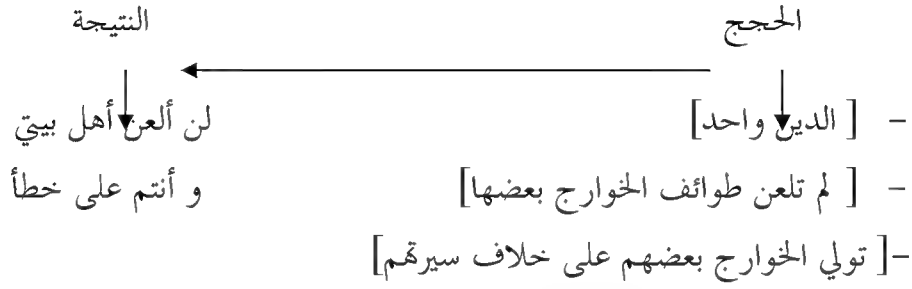 الحجج النتيجة
- [ الدين واحد] لن ألعن أهل بيتي
- [ لم تلعن طوائف الخوارج بعضها] و أنتم على خطأ
-[ تولي الخوارج بعضهم على خلاف سيرتهم]